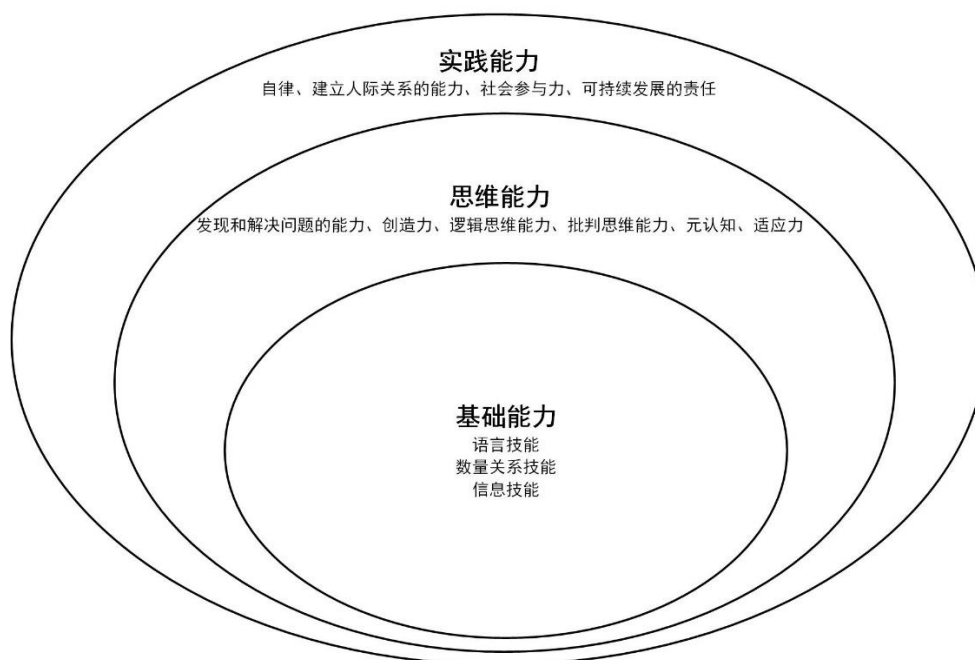 实践能力
自律、建立人际关系的能力、社会参与力、可持续发展的责任
思维能力
发现和解决问题的能力、创造力、逻辑思维能力、批判思维能力、元认知、适应力
基础能力
语言技能
数量关系技能
信息技能